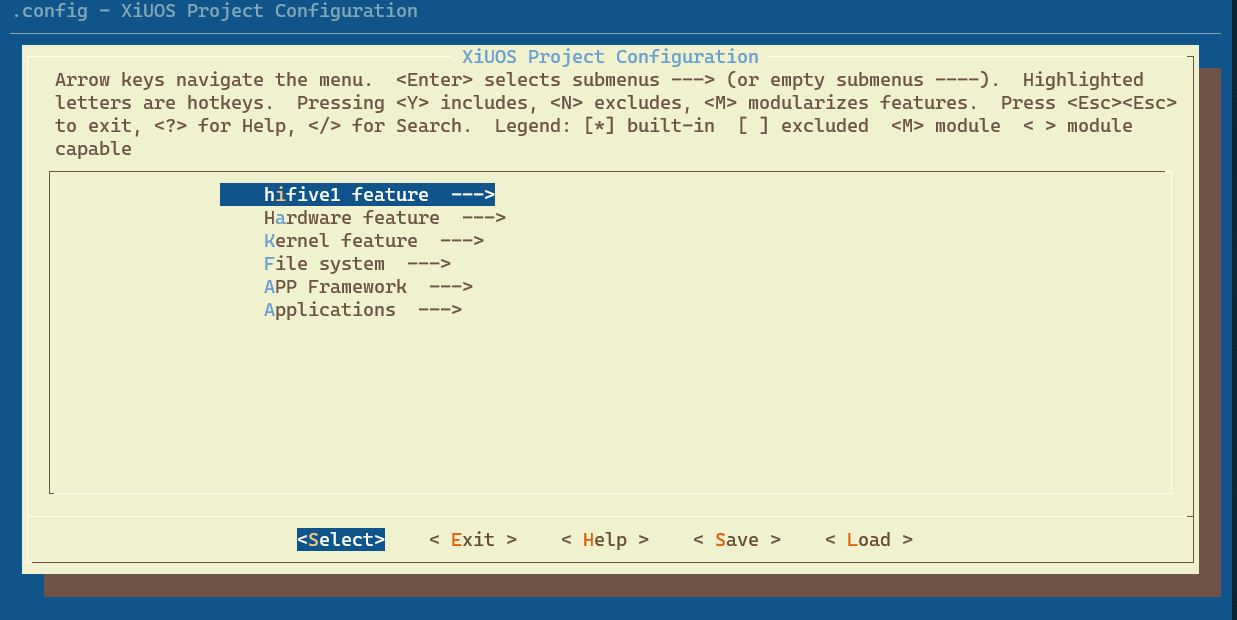 .config - XiUOS Project Configuration
XiUOS Project Configuration
Arrow keys navigate the menu.  <Enter> selects submenus ---> (or empty submenus ----).  Highlighted
letters are hotkeys.  Pressing <Y> includes, <N> excludes, <M> modularizes features.  Press <Esc><Esc>
to exit, <?> for Help, </> for Search.  Legend: [*] built-in  [ ] excluded  <M> module  < > module
capable
hifive1 feature  --->
Hardware feature  --->
Kernel feature  --->
File system  --->
APP Framework  --->
Applications  --->
<Select>    < Exit >    < Help >    < Save >    < Load >